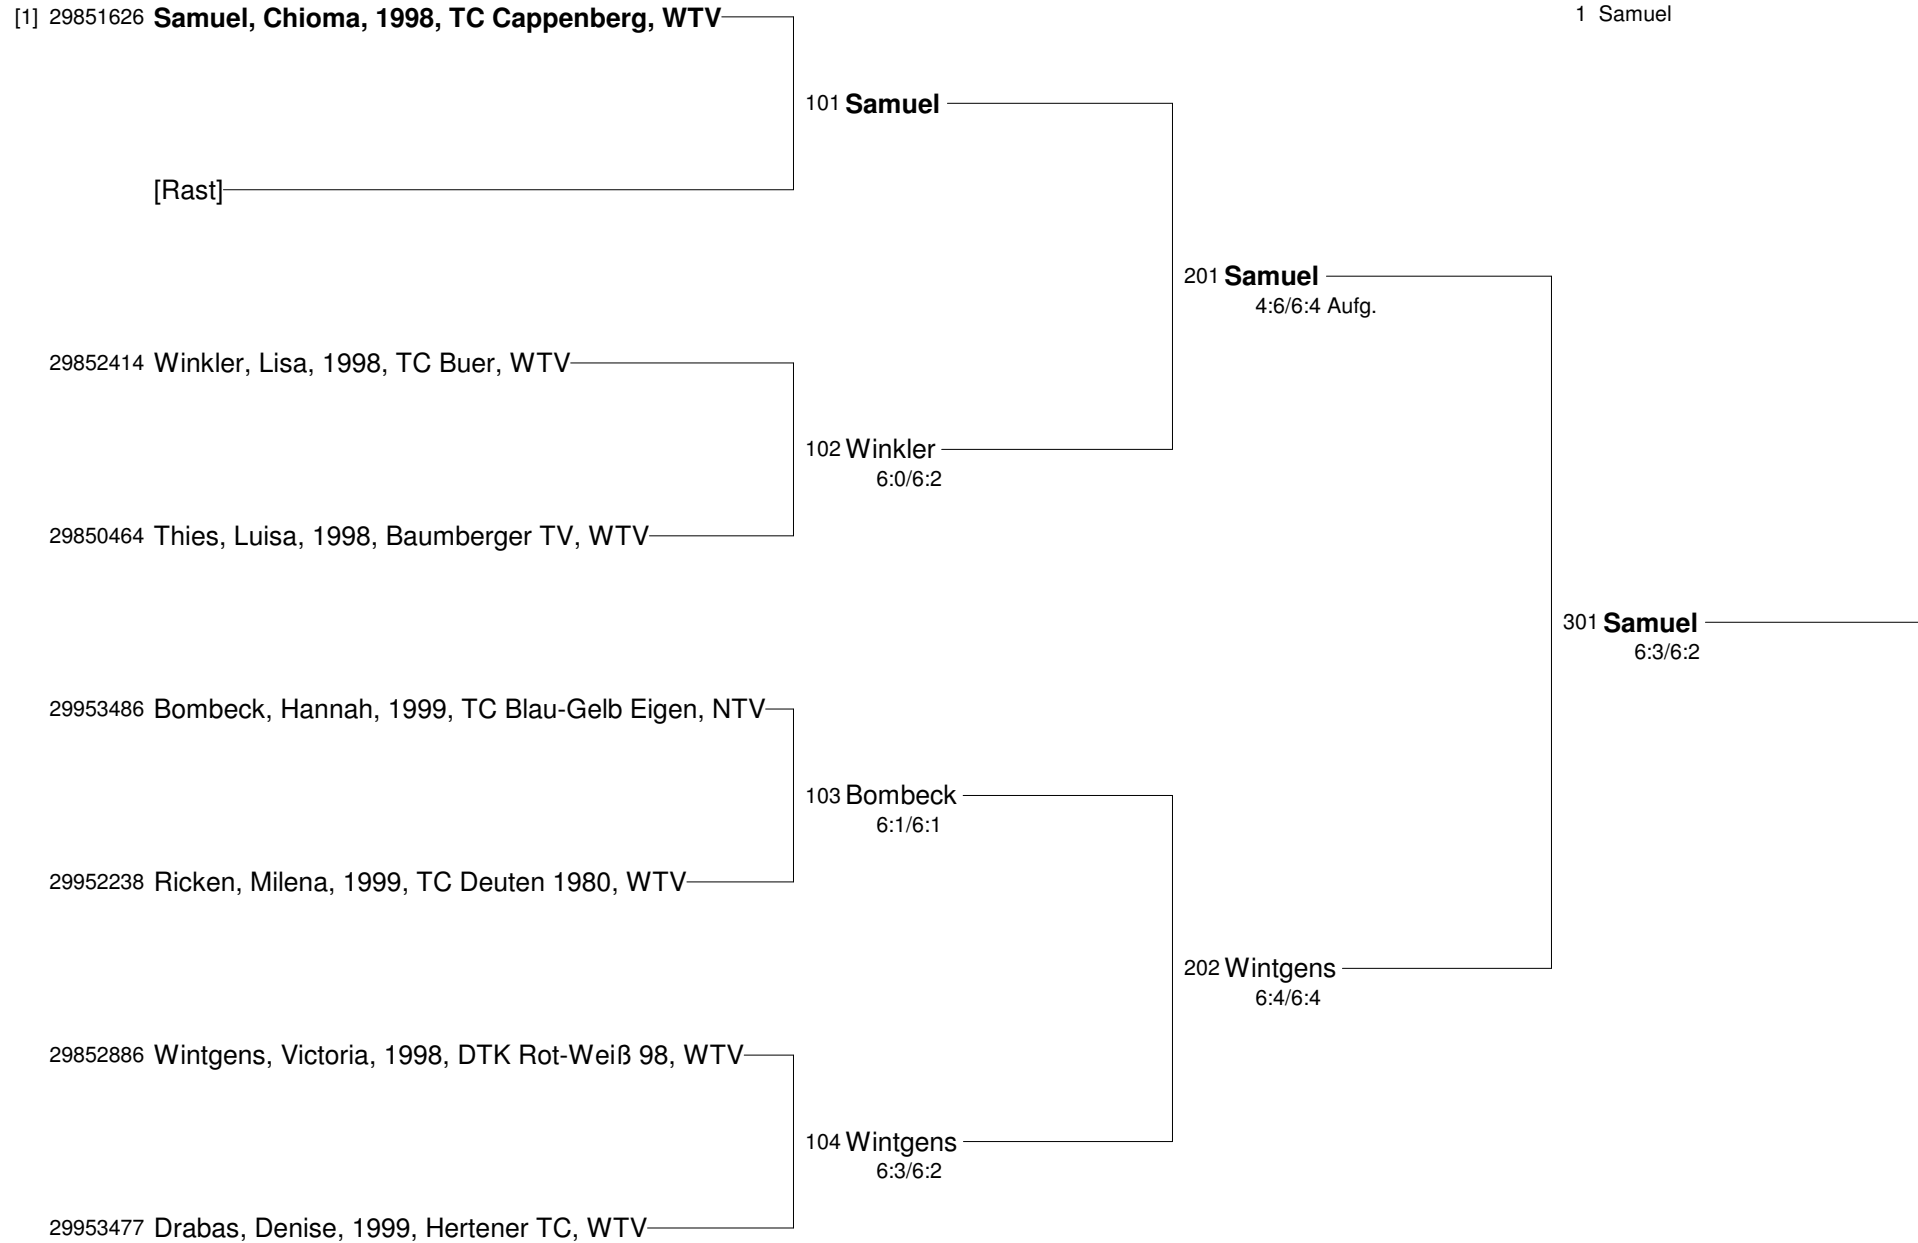 [1] 29851626 Samuel, Chioma, 1998, TC Cappenberg, WTV
1 Samuel
101 Samuel
[Rast]
201 Samuel
4:6/6:4 Aufg.
29852414 Winkler, Lisa, 1998, TC Buer, WTV
102 Winkler
6:0/6:2
29850464 Thies, Luisa, 1998, Baumberger TV, WTV
301 Samuel
6:3/6:2
29953486 Bombeck, Hannah, 1999, TC Blau-Gelb Eigen, NTV
103 Bombeck
6:1/6:1
29952238 Ricken, Milena, 1999, TC Deuten 1980, WTV
202 Wintgens
6:4/6:4
29852886 Wintgens, Victoria, 1998, DTK Rot-Weiß 98, WTV
104 Wintgens
6:3/6:2
29953477 Drabas, Denise, 1999, Hertener TC, WTV